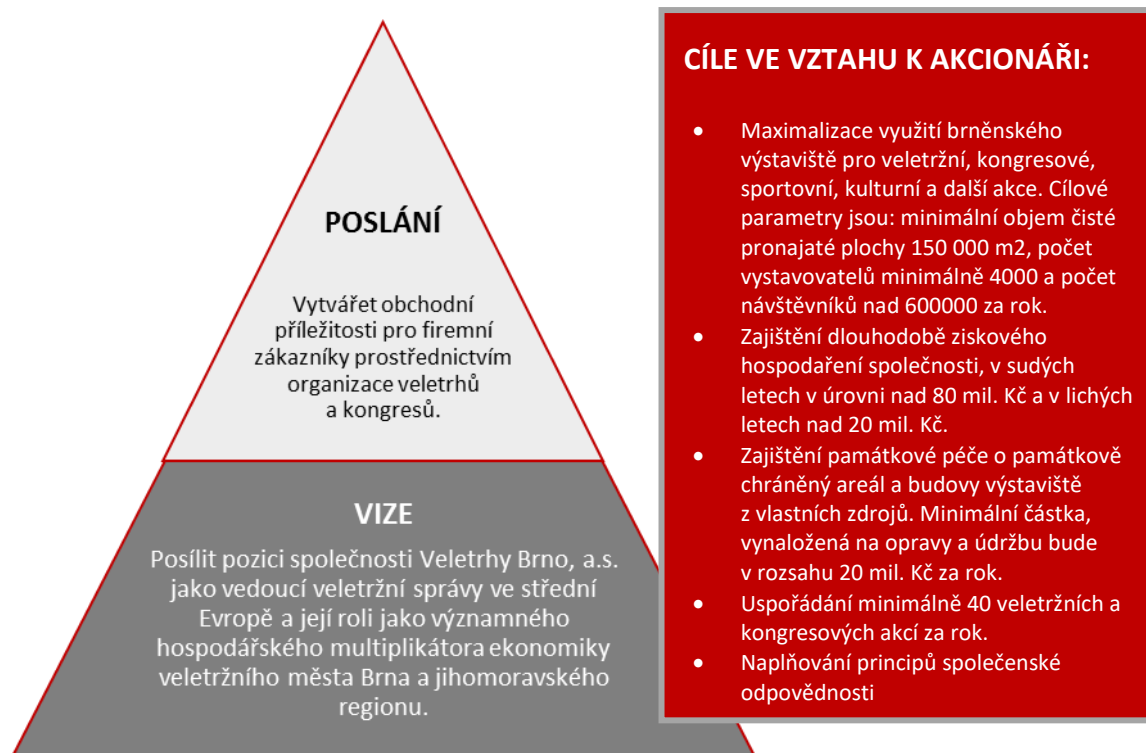 POSLÁNÍ
Vytvářet obchodní
příležitosti pro firemní
zákazníky prostřednictvím
organizace veletrhů
a kongresů.
VIZE
Posílit pozici společnosti Veletrhy Brno, a.s.
jako vedoucí veletržní správy ve střední
Evropě a její roli jako významného
hospodářského multiplikátora ekonomiky
veletržního města Brna a jihomoravského
regionu.
CÍLE VE VZTAHU K AKCIONÁŘI:
• Maximalizace využití brněnského
výstaviště pro veletržní, kongresové,
sportovní, kulturní a další akce. Cílové
parametry jsou: minimální objem čisté
pronajaté plochy 150 000 m2, počet
vystavovatelů minimálně 4000 a počet
návštěvníků nad 600000 za rok.
• Zajištění dlouhodobě ziskového
hospodaření společnosti, v sudých
letech v úrovni nad 80 mil. Kč a v lichých
letech nad 20 mil. Kč.
• Zajištění památkové péče o památkově
chráněný areál a budovy výstaviště
z vlastních zdrojů. Minimální částka,
vynaložená na opravy a údržbu bude
v rozsahu 20 mil. Kč za rok.
• Uspořádání minimálně 40 veletržních a
kongresových akcí za rok.
• Naplňování principů společenské
odpovědnosti